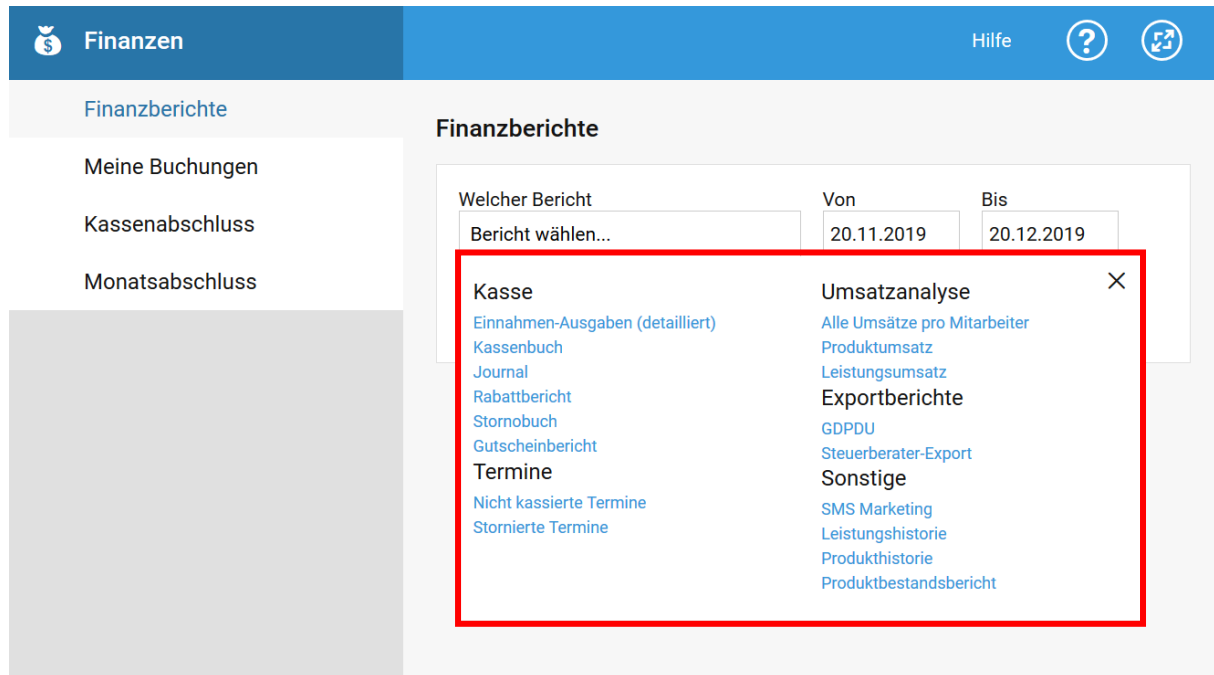 Finanzen
Hilfe
?
Finanzberichte
Meine Buchungen
Kassenabschluss
Monatsabschluss
Finanzberichte
Welcher Bericht
Von
Bis
Bericht wählen...
20.11.2019
20.12.2019
Kasse
Einnahmen-Ausgaben (detailliert)
Kassenbuch
Journal
Rabattbericht
Stornobuch
Gutscheinbericht
Termine
Nicht kassierte Termine
Stornierte Termine
Umsatzanalyse
Alle Umsätze pro Mitarbeiter
Produktumsatz
Leistungsumsatz
Exportberichte
GDPDU
Steuerberater-Export
Sonstige
SMS Marketing
Leistungshistorie
Produkthistorie
Produktbestandsbericht